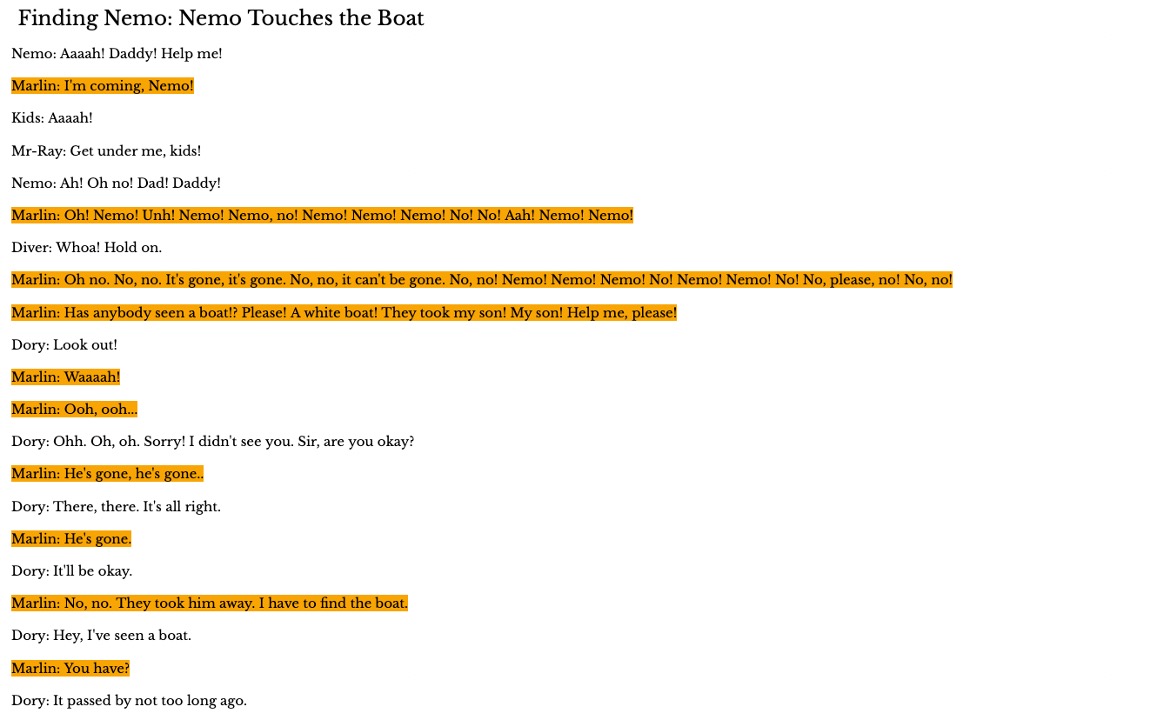 Finding Nemo: Nemo Touches the Boat
Nemo: Aaaah! Daddy! Help me!
Marlin: I'm coming, Nemo!
Kids: Aaaah!
Mr-Ray: Get under me, kids!
Nemo: Ah! Oh no! Dad! Daddy!
Marlin: Oh! Nemo! Unh! Nemo! Nemo, no! Nemo! Nemo! Nemo! No! No! Aah! Nemo! Nemo!
Diver: Whoa! Hold on.
Marlin: Oh no. No, no. It's gone, it's gone. No, no, it can't be gone. No, no! Nemo! Nemo! Nemo! No! Nemo! Nemo! No! No, please, no! No, no!
Marlin: Has anybody seen a boat!? Please! A white boat! They took my son! My son! Help me, please!
Dory: Look out!
Marlin: Waaaah!
Marlin: Ooh, ooh...
Dory: Ohh. Oh, oh. Sorry! I didn't see you. Sir, are you okay?
Marlin: He's gone, he's gone..
Dory: There, there. It's all right.
Marlin: He's gone.
Dory: It'll be okay.
Marlin: No, no. They took him away. I have to find the boat.
Dory: Hey, I've seen a boat.
Marlin: You have?
Dory: It passed by not too long ago.